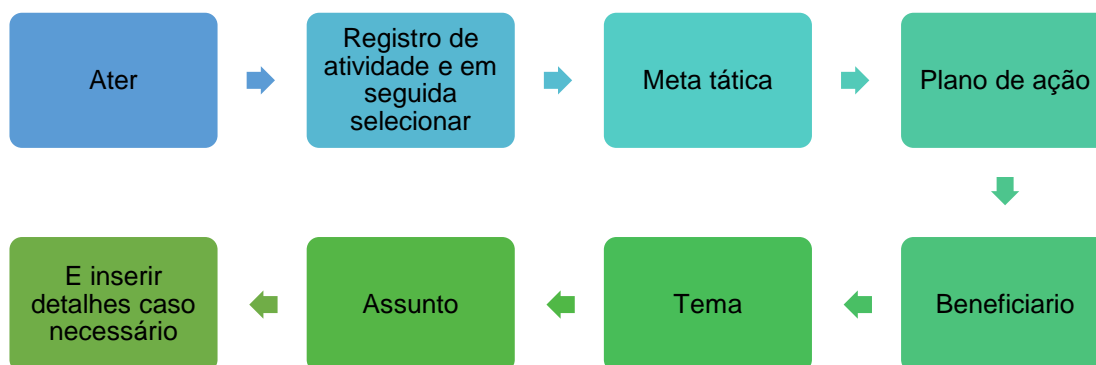 Ater
Registro de
atividade e em
seguida
selecionar
Meta tática
Plano de ação
Beneficiario
Tema
Assunto
E inserir
detalhes caso
necessário